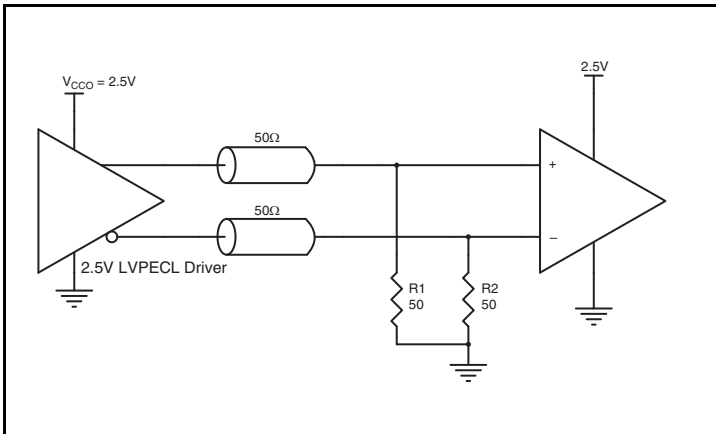 V_CCO = 2.5V
2.5V
50Ω
+
50Ω
−
2.5V LVPECL Driver
R1
50
R2
50